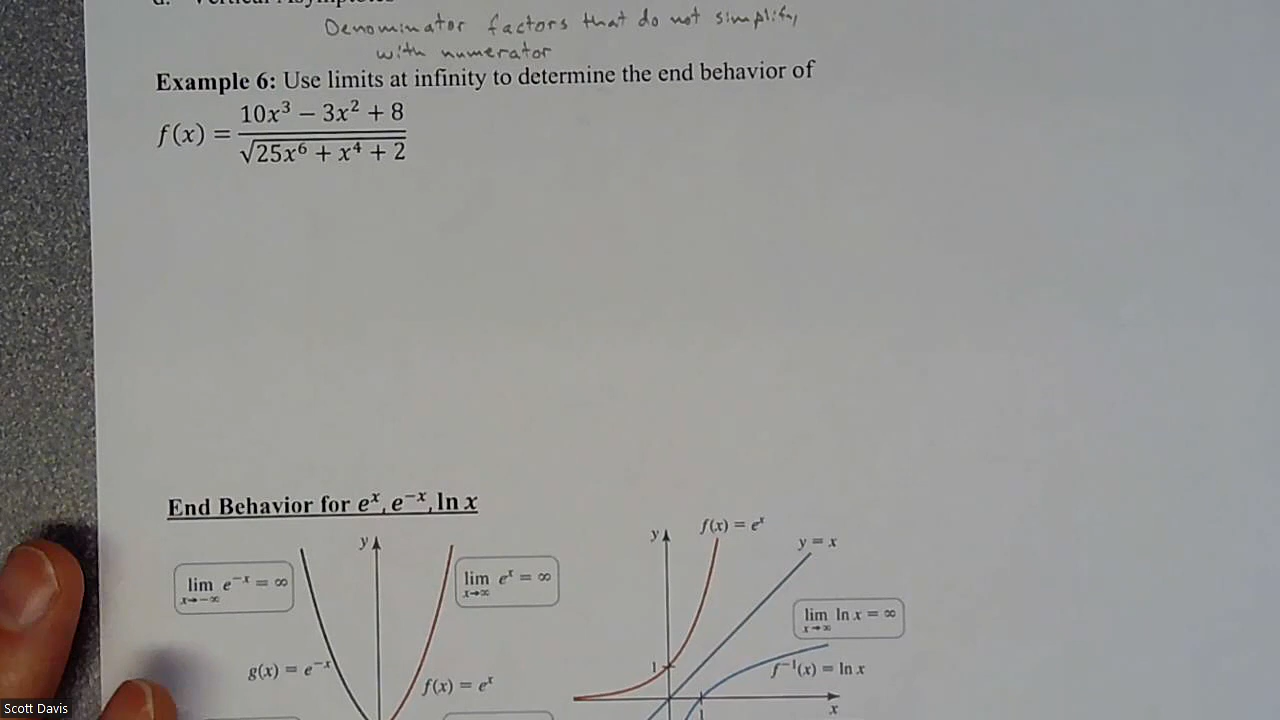 Denominator factors that do not simplify
with numerator
Example 6: Use limits at infinity to determine the end behavior of
f(x) = (10x³ − 3x² + 8)/√(25x⁶ + x⁴ + 2)
End Behavior for eˣ, e⁻ˣ, ln x
f(x) = eˣ
y
y
y = x
lim e⁻ˣ = ∞
x→−∞
lim eˣ = ∞
x→∞
lim ln x = ∞
x→∞
1
g(x) = e⁻ˣ
f(x) = eˣ
f⁻¹(x) = ln x
x
1
Scott Davis